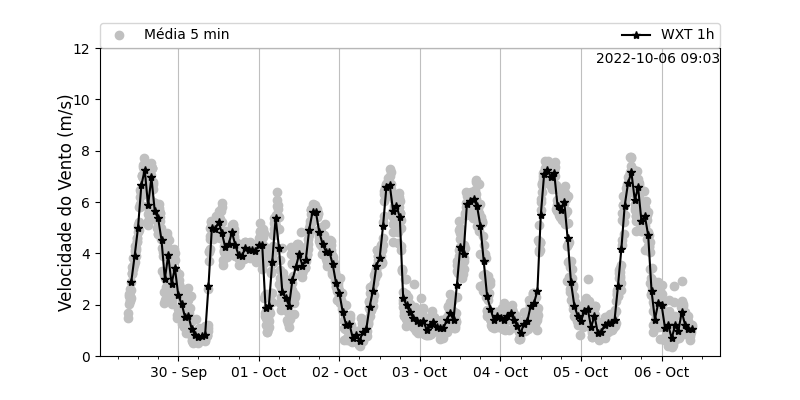 Média 5 min
WXT 1h
2022-10-06 09:03
Velocidade do Vento (m/s)
12
10
8
6
4
2
0
30 - Sep
01 - Oct
02 - Oct
03 - Oct
04 - Oct
05 - Oct
06 - Oct